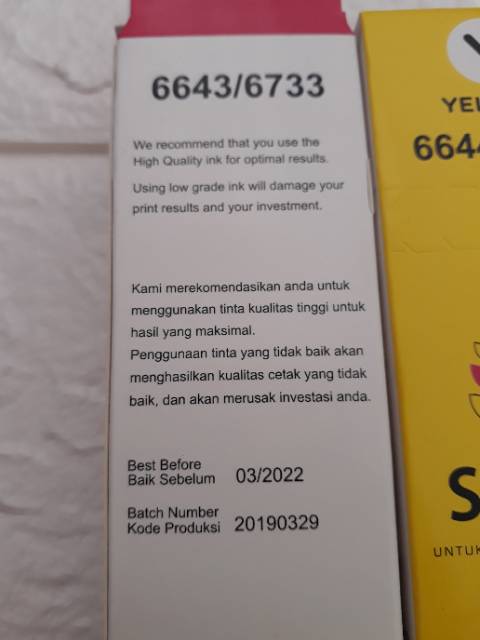 6643/6733
We recommend that you use the
High Quality ink for optimal results.
Using low grade ink will damage your
print results and your investment.
Kami merekomendasikan anda untuk
menggunakan tinta kualitas tinggi untuk
hasil yang maksimal.
Penggunaan tinta yang tidak baik akan
menghasilkan kualitas cetak yang tidak
baik, dan akan merusak investasi anda.
Best Before
Baik Sebelum 03/2022
Batch Number
Kode Produksi 20190329
Y
YEL
664
S
UNTUK